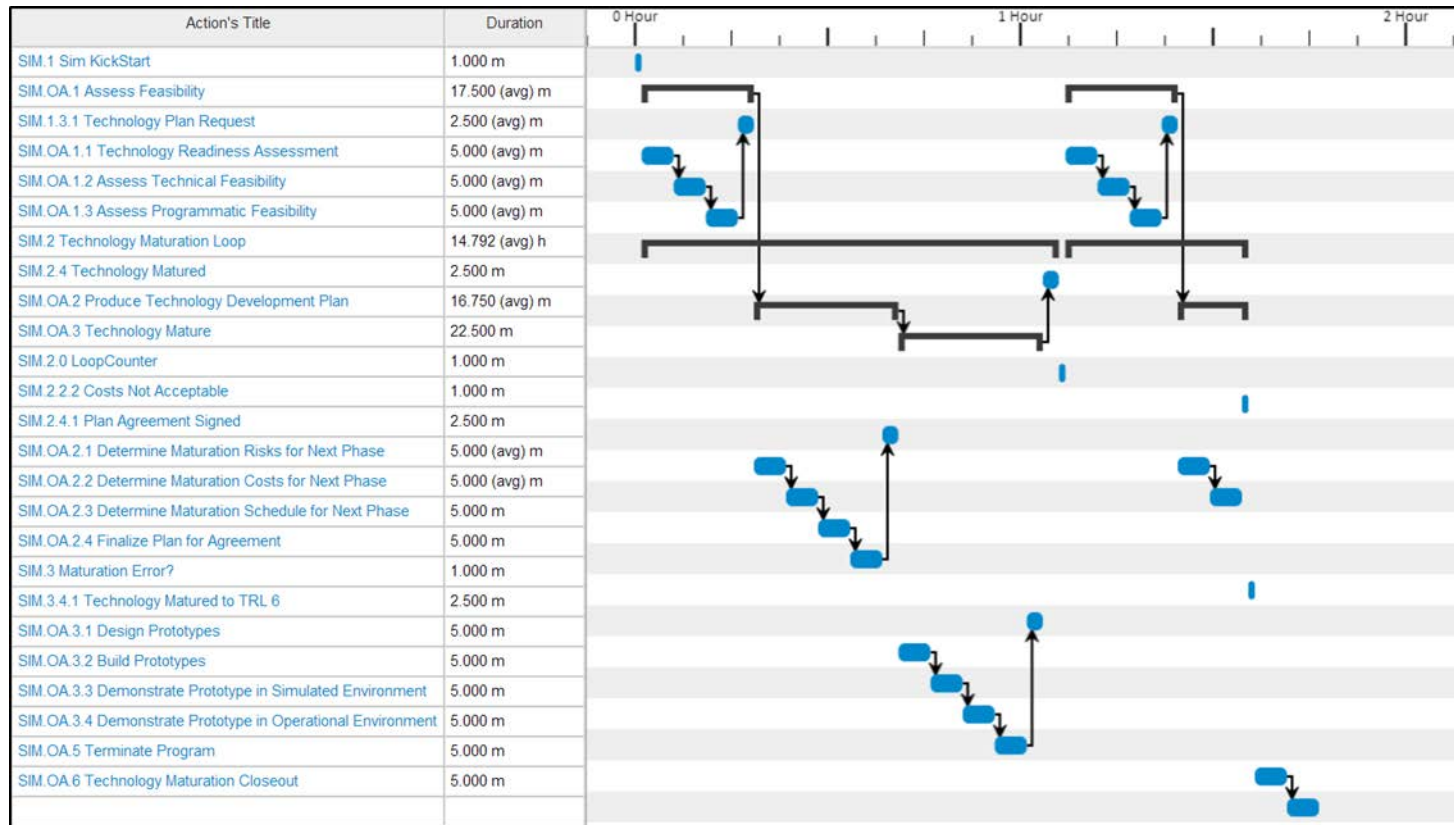 Action's Title Duration 0 Hour 1 Hour 2 Hour
SIM.1 Sim KickStart 1.000 m
SIM.OA.1 Assess Feasibility 17.500 (avg) m
SIM.1.3.1 Technology Plan Request 2.500 (avg) m
SIM.OA.1.1 Technology Readiness Assessment 5.000 (avg) m
SIM.OA.1.2 Assess Technical Feasibility 5.000 (avg) m
SIM.OA.1.3 Assess Programmatic Feasibility 5.000 (avg) m
SIM.2 Technology Maturation Loop 14.792 (avg) h
SIM.2.4 Technology Matured 2.500 m
SIM.OA.2 Produce Technology Development Plan 16.750 (avg) m
SIM.OA.3 Technology Mature 22.500 m
SIM.2.0 LoopCounter 1.000 m
SIM.2.2.2 Costs Not Acceptable 1.000 m
SIM.2.4.1 Plan Agreement Signed 2.500 m
SIM.OA.2.1 Determine Maturation Risks for Next Phase 5.000 (avg) m
SIM.OA.2.2 Determine Maturation Costs for Next Phase 5.000 (avg) m
SIM.OA.2.3 Determine Maturation Schedule for Next Phase 5.000 m
SIM.OA.2.4 Finalize Plan for Agreement 5.000 m
SIM.3 Maturation Error? 1.000 m
SIM.3.4.1 Technology Matured to TRL 6 2.500 m
SIM.OA.3.1 Design Prototypes 5.000 m
SIM.OA.3.2 Build Prototypes 5.000 m
SIM.OA.3.3 Demonstrate Prototype in Simulated Environment 5.000 m
SIM.OA.3.4 Demonstrate Prototype in Operational Environment 5.000 m
SIM.OA.5 Terminate Program 5.000 m
SIM.OA.6 Technology Maturation Closeout 5.000 m